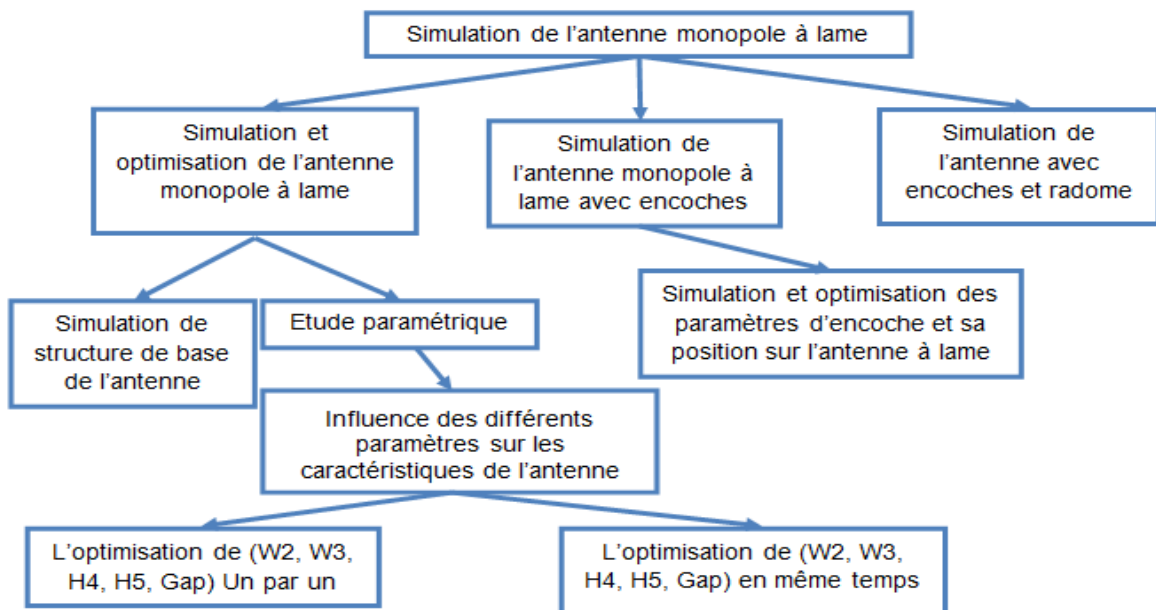 Simulation de l'antenne monopole à lame
Simulation et
optimisation de l'antenne
monopole à lame
Simulation de
l'antenne monopole à
lame avec encoches
Simulation de
l'antenne avec
encoches et radome
Simulation de
structure de base
de l'antenne
Etude paramétrique
Simulation et optimisation des
paramètres d'encoche et sa
position sur l'antenne à lame
Influence des différents
paramètres sur les
caractéristiques de l'antenne
L'optimisation de (W2, W3,
H4, H5, Gap) Un par un
L'optimisation de (W2, W3,
H4, H5, Gap) en même temps